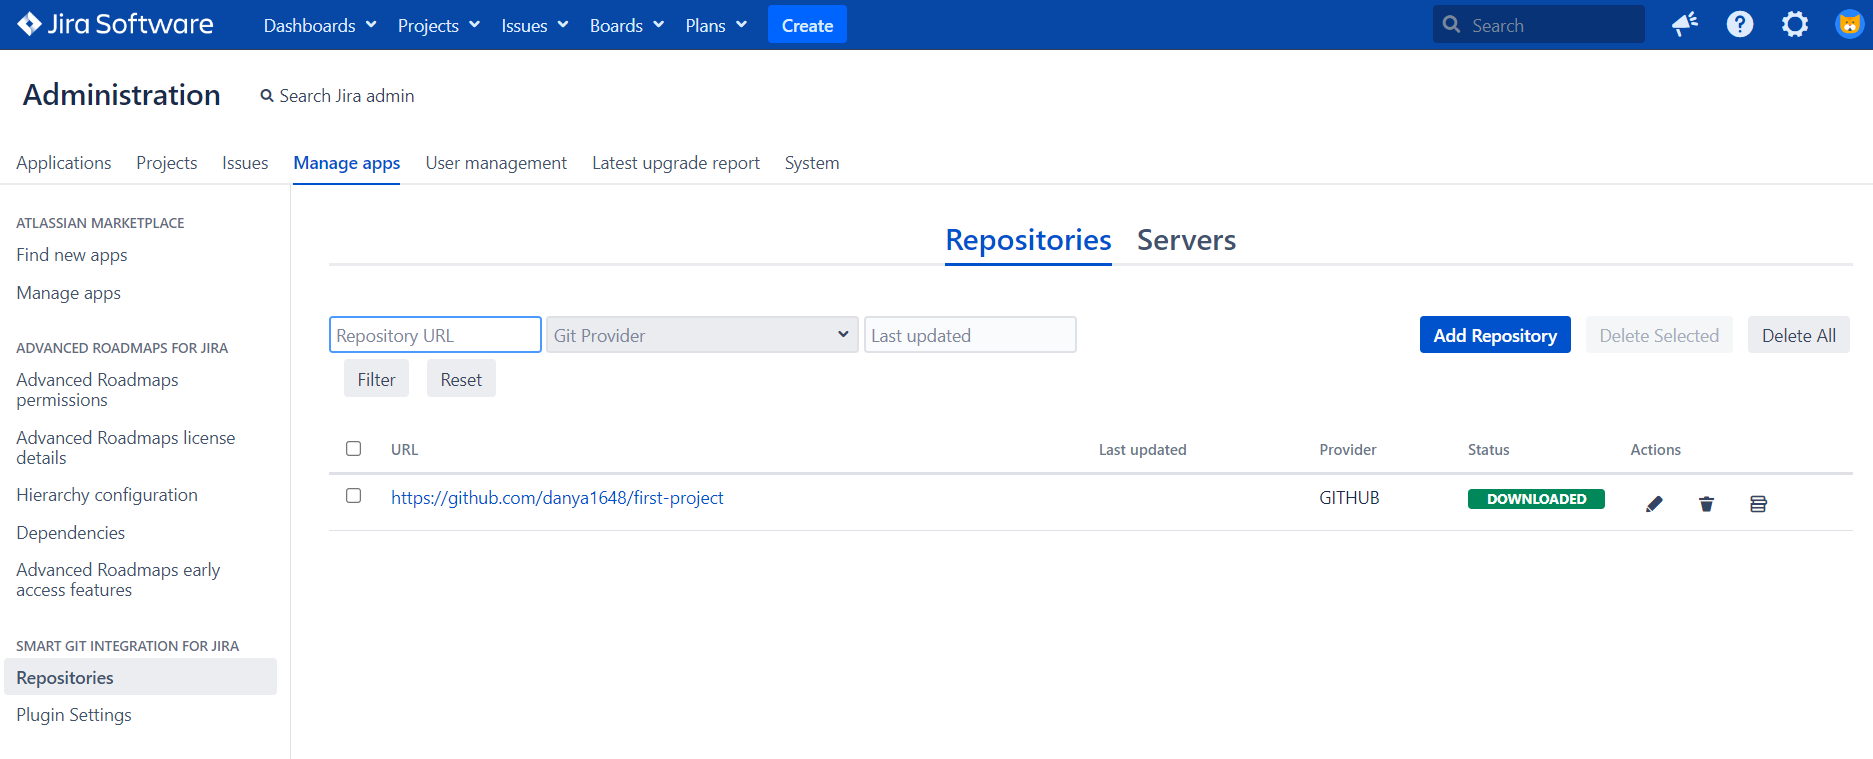 Jira Software Dashboards Projects Issues Boards Plans Create Search
Administration Search Jira admin
Applications Projects Issues Manage apps User management Latest upgrade report System
ATLASSIAN MARKETPLACE
Find new apps
Manage apps
ADVANCED ROADMAPS FOR JIRA
Advanced Roadmaps
permissions
Advanced Roadmaps license
details
Hierarchy configuration
Dependencies
Advanced Roadmaps early
access features
SMART GIT INTEGRATION FOR JIRA
Repositories
Plugin Settings
Repositories Servers
Repository URL Git Provider Last updated Add Repository Delete Selected Delete All
Filter Reset
URL Last updated Provider Status Actions
https://github.com/danya1648/first-project GITHUB DOWNLOADED